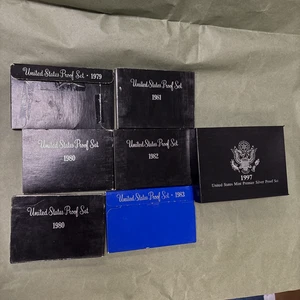 United States Proof Set · 1979
United States Proof Set
1981
United States Proof Set
1980
United States Proof Set
1982
1997
United States Mint Premier Silver Proof Set
United States Proof Set
1980
United States Proof Set · 1983